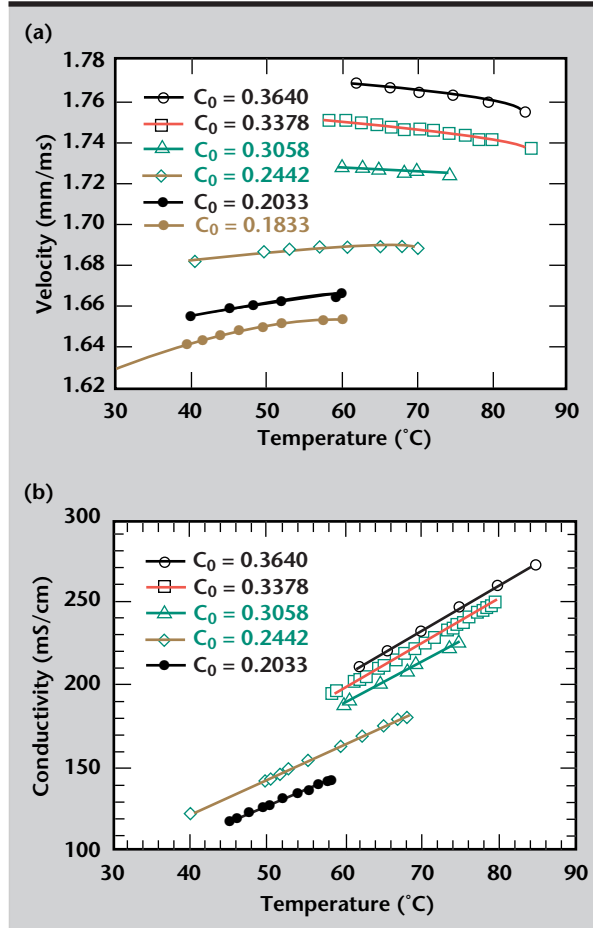 (a)
1.78
1.76
1.74
1.72
1.70
1.68
1.66
1.64
1.62
Velocity (mm/ms)
C0 = 0.3640
C0 = 0.3378
C0 = 0.3058
C0 = 0.2442
C0 = 0.2033
C0 = 0.1833
30 40 50 60 70 80 90
Temperature (˚C)
(b)
300
250
200
150
100
Conductivity (mS/cm)
C0 = 0.3640
C0 = 0.3378
C0 = 0.3058
C0 = 0.2442
C0 = 0.2033
30 40 50 60 70 80 90
Temperature (˚C)